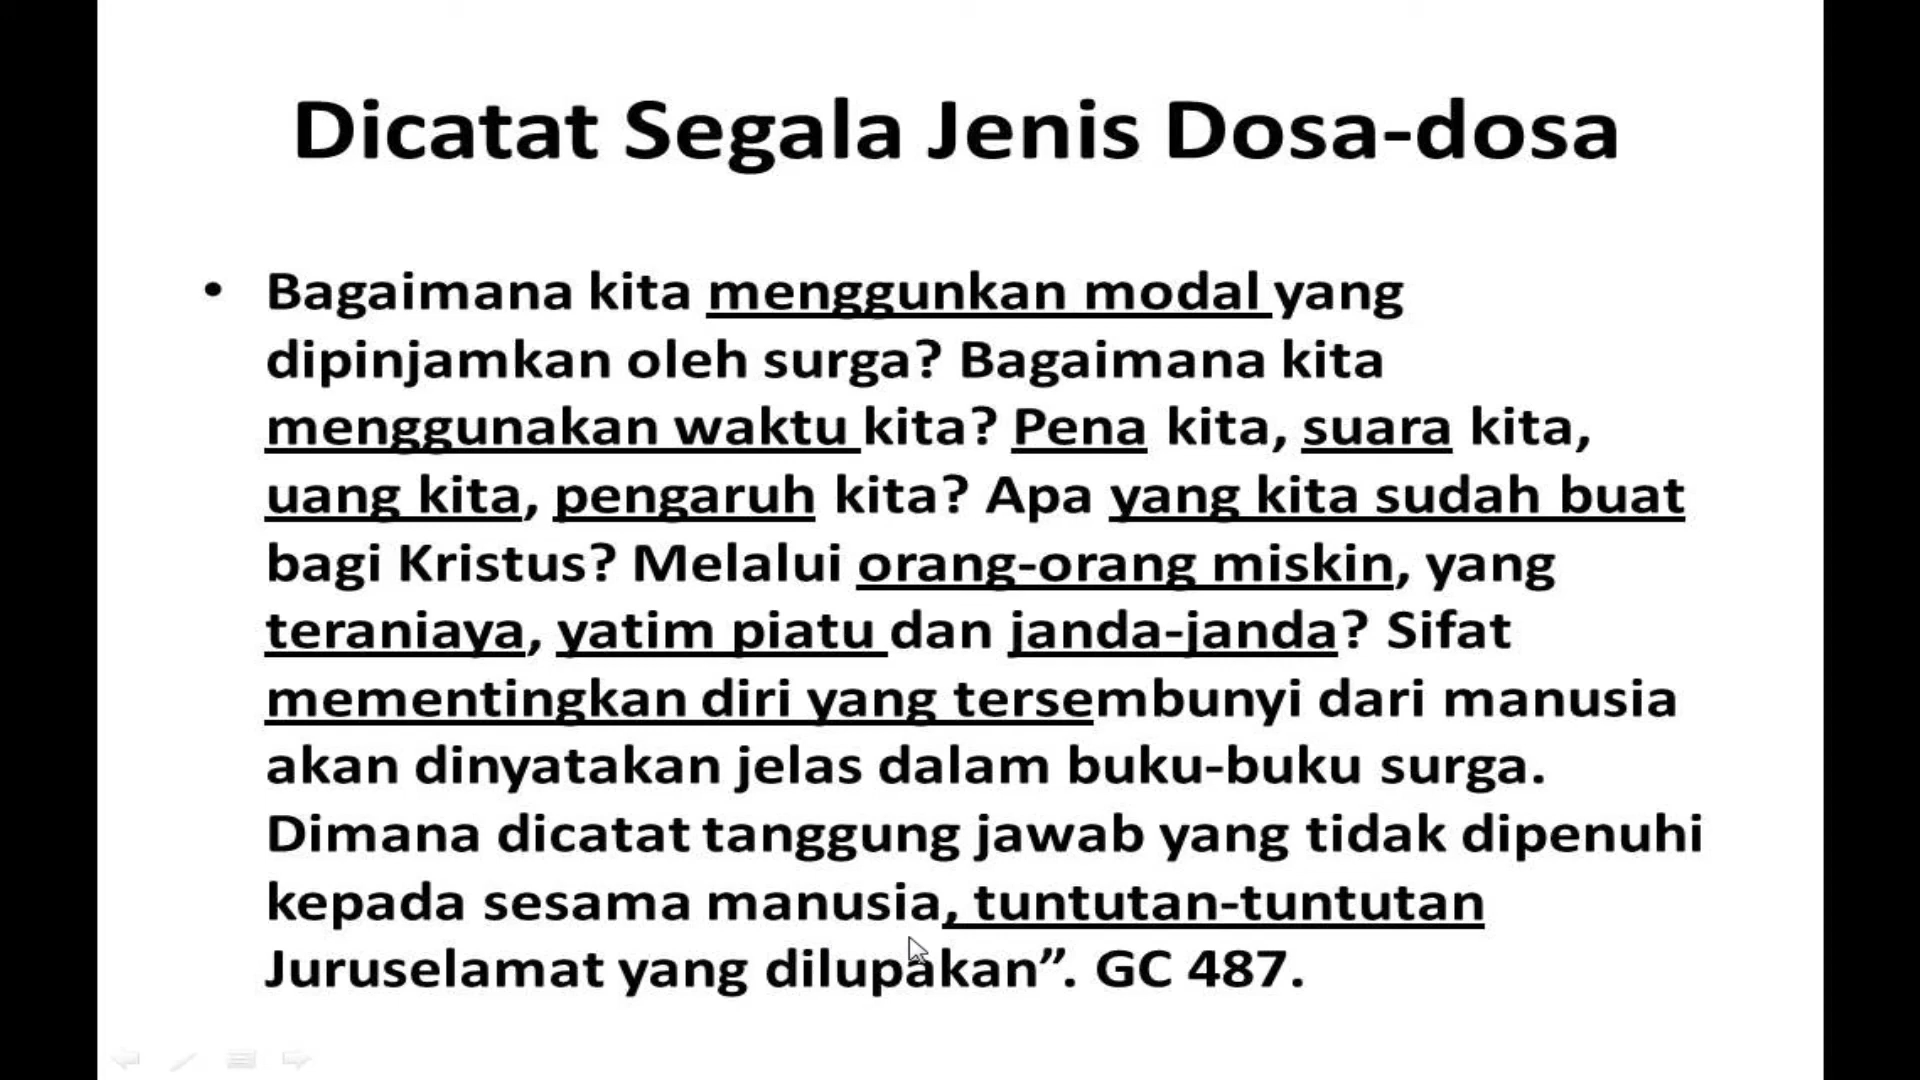 Dicatat Segala Jenis Dosa-dosa
• Bagaimana kita menggunkan modal yang
dipinjamkan oleh surga? Bagaimana kita
menggunakan waktu kita? Pena kita, suara kita,
uang kita, pengaruh kita? Apa yang kita sudah buat
bagi Kristus? Melalui orang-orang miskin, yang
teraniaya, yatim piatu dan janda-janda? Sifat
mementingkan diri yang tersembunyi dari manusia
akan dinyatakan jelas dalam buku-buku surga.
Dimana dicatat tanggung jawab yang tidak dipenuhi
kepada sesama manusia, tuntutan-tuntutan
Juruselamat yang dilupakan”. GC 487.